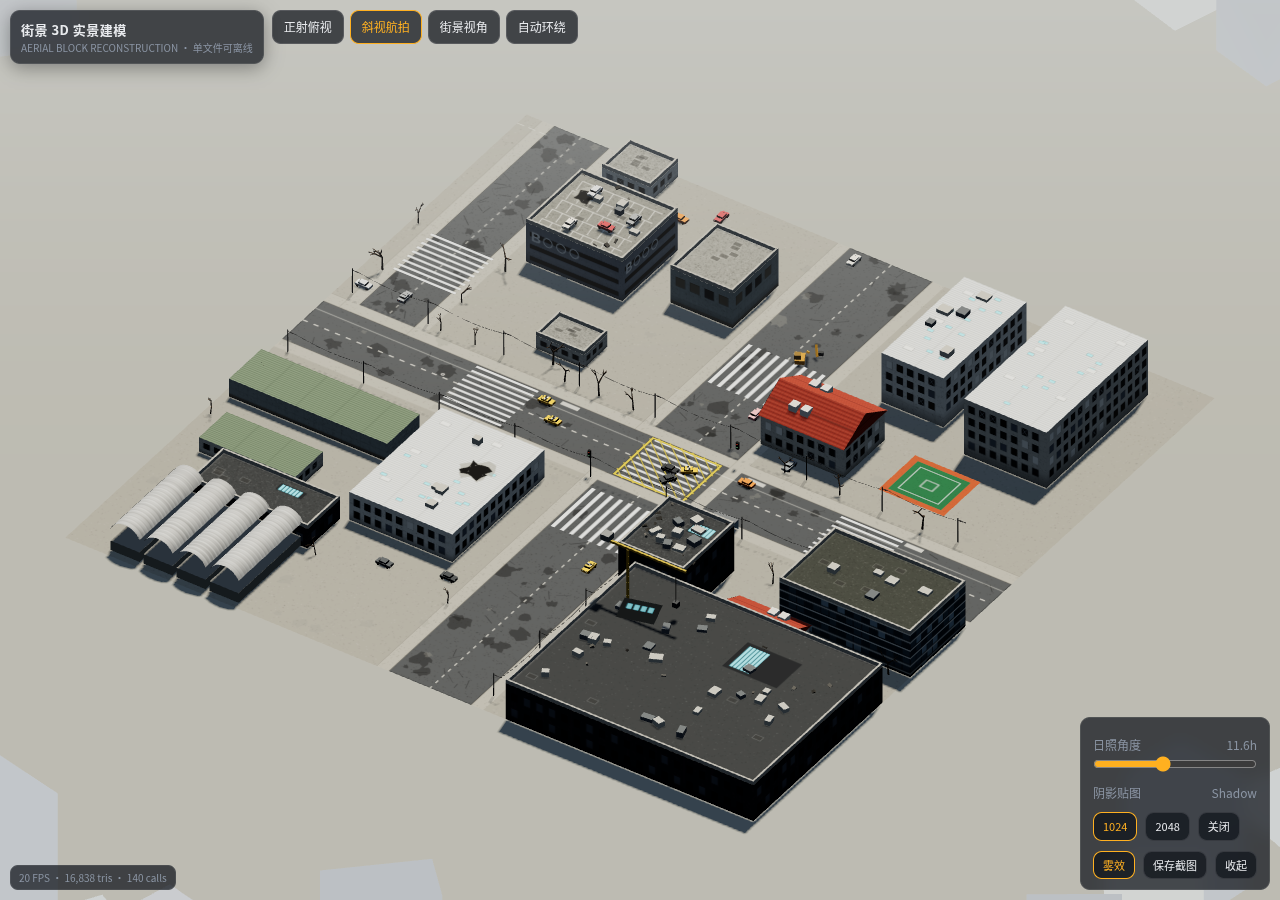 街景 3D 实景建模
AERIAL BLOCK RECONSTRUCTION · 单文件可离线
正射俯视
斜视航拍
街景视角
自动环绕
日照角度 11.6h
阴影贴图 Shadow
1024 2048 关闭
雾效 保存截图 收起
20 FPS · 16,838 tris · 140 calls